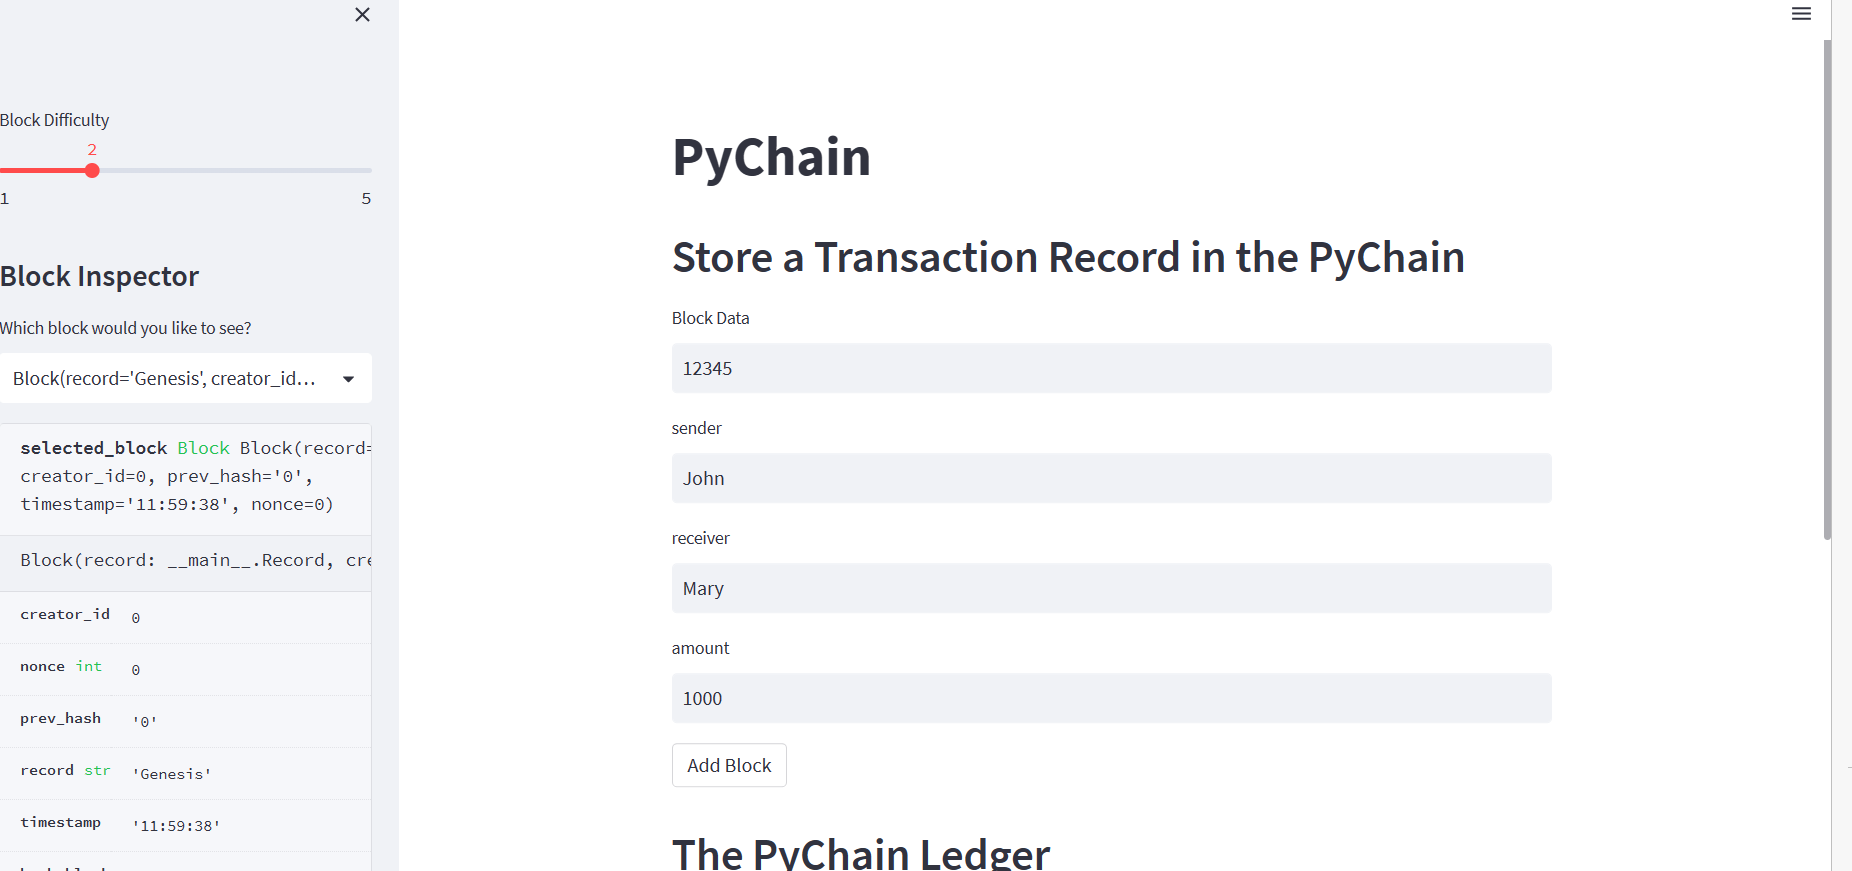 Block Difficulty
2
1 5
Block Inspector
Which block would you like to see?
Block(record='Genesis', creator_id...
selected_block Block Block(record=
creator_id=0, prev_hash='0',
timestamp='11:59:38', nonce=0)
Block(record: __main__.Record, cre
creator_id 0
nonce int 0
prev_hash '0'
record str 'Genesis'
timestamp '11:59:38'
PyChain
Store a Transaction Record in the PyChain
Block Data
12345
sender
John
receiver
Mary
amount
1000
Add Block
The PyChain Ledger